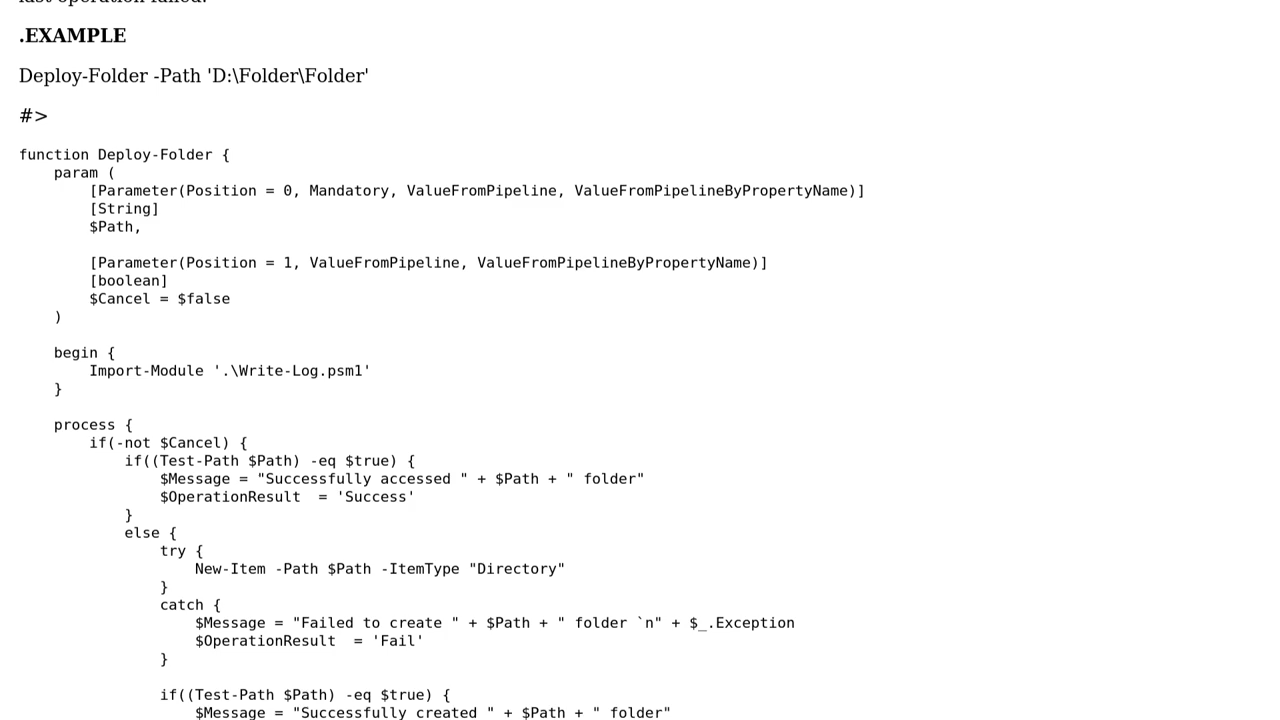 last operation failed.
.EXAMPLE
Deploy-Folder -Path 'D:\Folder\Folder'
#>
function Deploy-Folder {
    param (
        [Parameter(Position = 0, Mandatory, ValueFromPipeline, ValueFromPipelineByPropertyName)]
        [String]
        $Path,

        [Parameter(Position = 1, ValueFromPipeline, ValueFromPipelineByPropertyName)]
        [boolean]
        $Cancel = $false
    )

    begin {
        Import-Module '.\Write-Log.psm1'
    }

    process {
        if(-not $Cancel) {
            if((Test-Path $Path) -eq $true) {
                $Message = "Successfully accessed " + $Path + " folder"
                $OperationResult  = 'Success'
            }
            else {
                try {
                    New-Item -Path $Path -ItemType "Directory"
                }
                catch {
                    $Message = "Failed to create " + $Path + " folder `n" + $_.Exception
                    $OperationResult  = 'Fail'
                }

                if((Test-Path $Path) -eq $true) {
                    $Message = "Successfully created " + $Path + " folder"